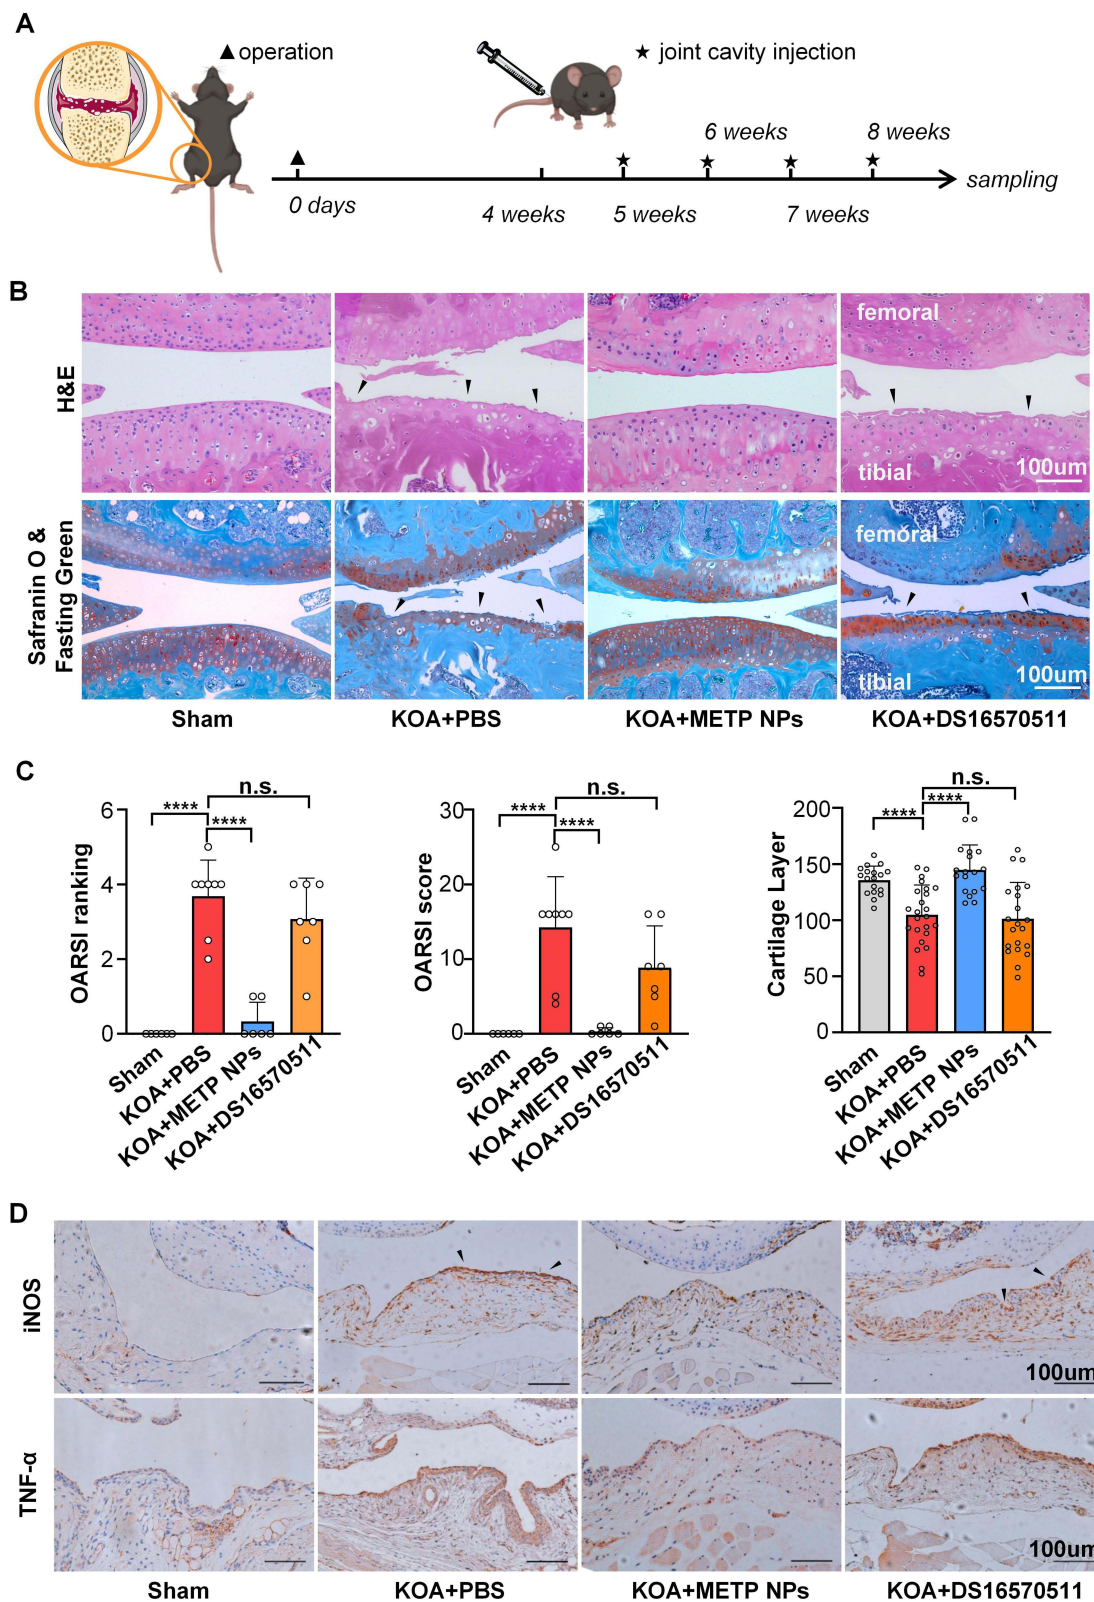 A
▲operation
★ joint cavity injection
6 weeks
8 weeks
sampling
0 days
4 weeks
5 weeks
7 weeks
B
H&E
femoral
tibial
100um
Safranin O &
Fasting Green
femoral
tibial
100um
Sham
KOA+PBS
KOA+METP NPs
KOA+DS16570511
C
OARSI ranking
6
4
2
0
****
****
n.s.
Sham
KOA+PBS
KOA+METP NPs
KOA+DS16570511
OARSI score
30
20
10
0
****
****
n.s.
Sham
KOA+PBS
KOA+METP NPs
KOA+DS16570511
Cartilage Layer
200
150
100
50
0
****
****
n.s.
Sham
KOA+PBS
KOA+METP NPs
KOA+DS16570511
D
iNOS
100um
TNF-α
100um
Sham
KOA+PBS
KOA+METP NPs
KOA+DS16570511